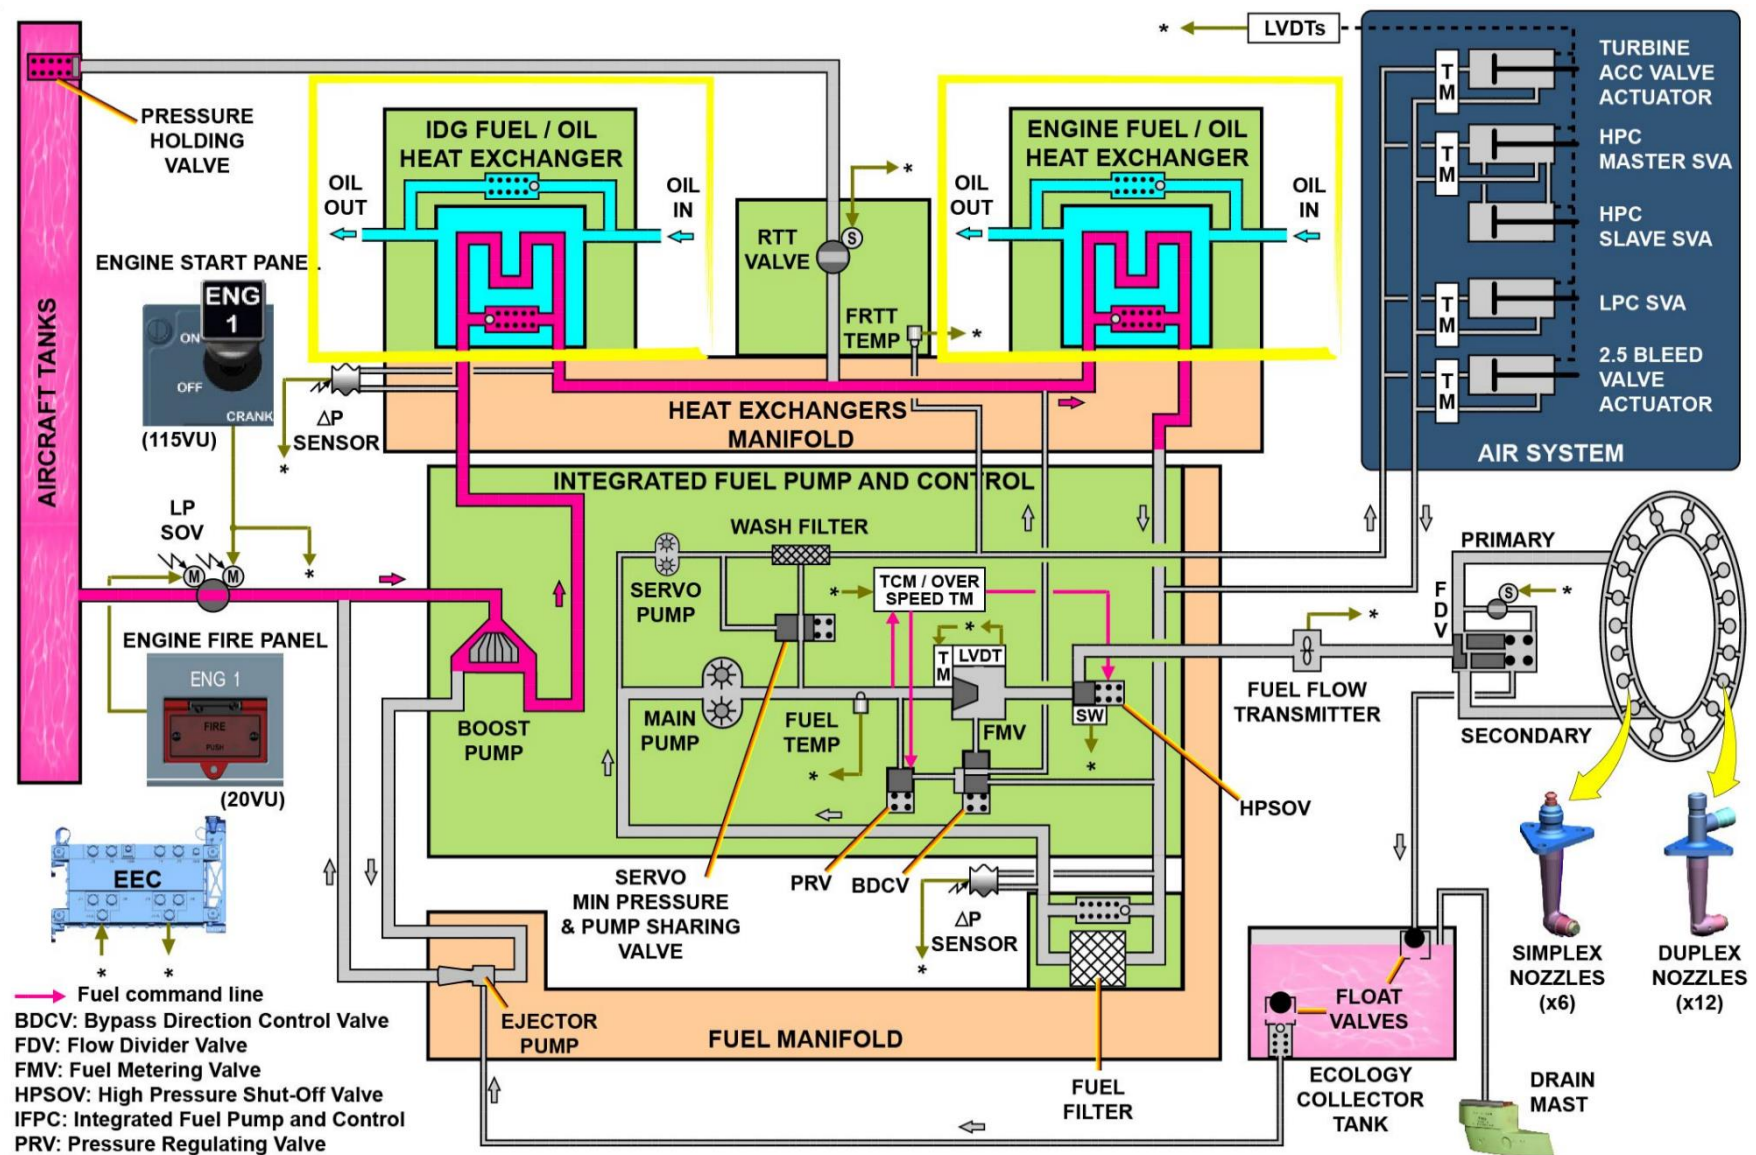 * LVDTs
PRESSURE
HOLDING
VALVE
AIRCRAFT TANKS
IDG FUEL / OIL
HEAT EXCHANGER
OIL
OUT
OIL
IN
RTT
VALVE
S
*
FRTT
TEMP
*
ENGINE FUEL / OIL
HEAT EXCHANGER
OIL
OUT
OIL
IN
TM
TURBINE
ACC VALVE
ACTUATOR
TM
HPC
MASTER SVA
HPC
SLAVE SVA
TM
LPC SVA
TM
2.5 BLEED
VALVE
ACTUATOR
AIR SYSTEM
ENGINE START PANEL
ENG
1
ON
OFF
CRANK
(115VU)
ΔP
SENSOR
*
HEAT EXCHANGERS
MANIFOLD
LP
SOV
M M
*
ENGINE FIRE PANEL
ENG 1
FIRE
PUSH
(20VU)
INTEGRATED FUEL PUMP AND CONTROL
WASH FILTER
SERVO
PUMP
* TCM / OVER
SPEED TM
BOOST
PUMP
MAIN
PUMP
FUEL
TEMP
*
*
TM
LVDT
FMV
SW
*
HPSOV
PRV
BDCV
SERVO
MIN PRESSURE
& PUMP SHARING
VALVE
ΔP
SENSOR
*
FUEL FLOW
TRANSMITTER
*
PRIMARY
FDV
S
*
SECONDARY
SIMPLEX
NOZZLES
(x6)
DUPLEX
NOZZLES
(x12)
EEC
* *
EJECTOR
PUMP
FUEL MANIFOLD
FUEL
FILTER
FLOAT
VALVES
ECOLOGY
COLLECTOR
TANK
DRAIN
MAST
Fuel command line
BDCV: Bypass Direction Control Valve
FDV: Flow Divider Valve
FMV: Fuel Metering Valve
HPSOV: High Pressure Shut-Off Valve
IFPC: Integrated Fuel Pump and Control
PRV: Pressure Regulating Valve